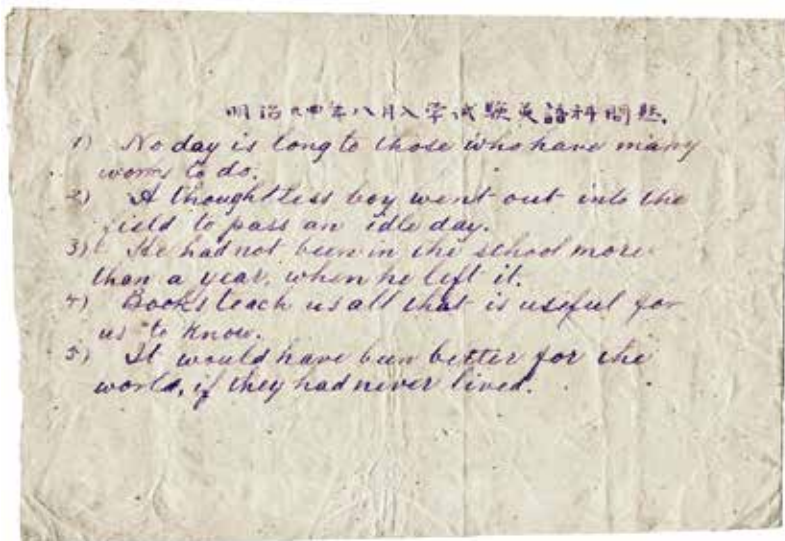 明治廿四年八月入学試験英語科問題.
1) No day is long to those who have many
works to do.
2) A thoughtless boy went out into the
field to pass an idle day.
3) He had not been in the school more
than a year, when he left it.
4) Books teach us all that is useful for
us to know.
5) It would have been better for the
world, if they had never lived.